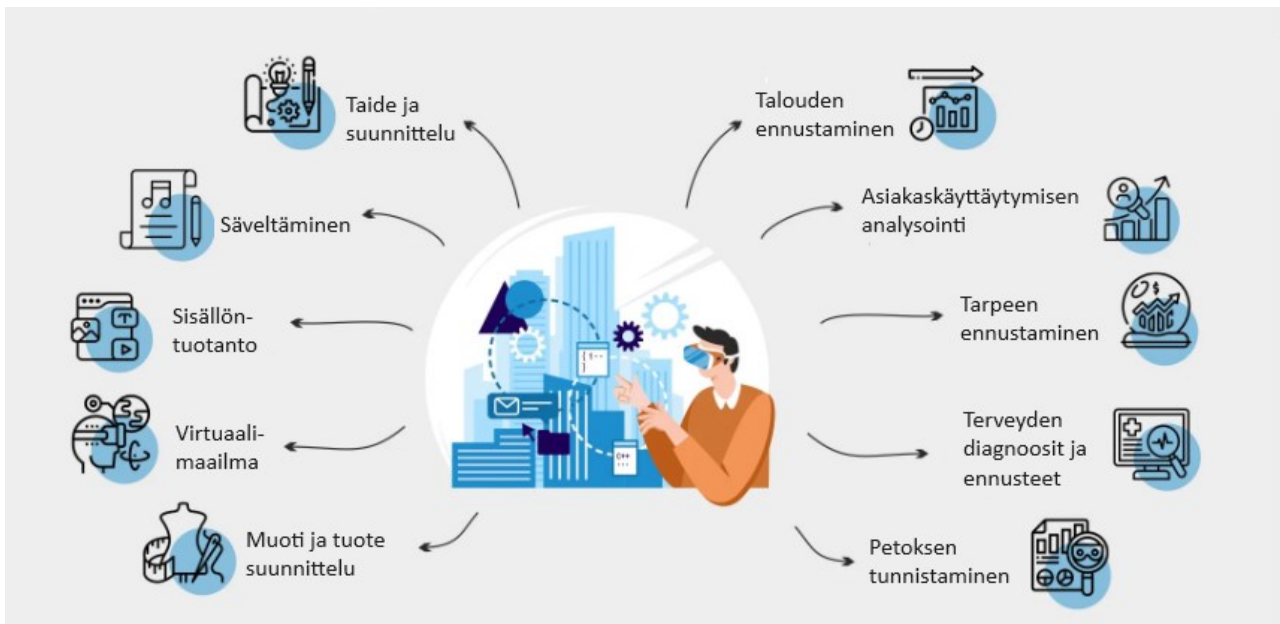 Taide ja
suunnittelu
Säveltäminen
Sisällön-
tuotanto
Virtuaali-
maailma
Muoti ja tuote
suunnittelu
Talouden
ennustaminen
Asiakaskäyttäytymisen
analysointi
Tarpeen
ennustaminen
Terveyden
diagnoosit ja
ennusteet
Petoksen
tunnistaminen